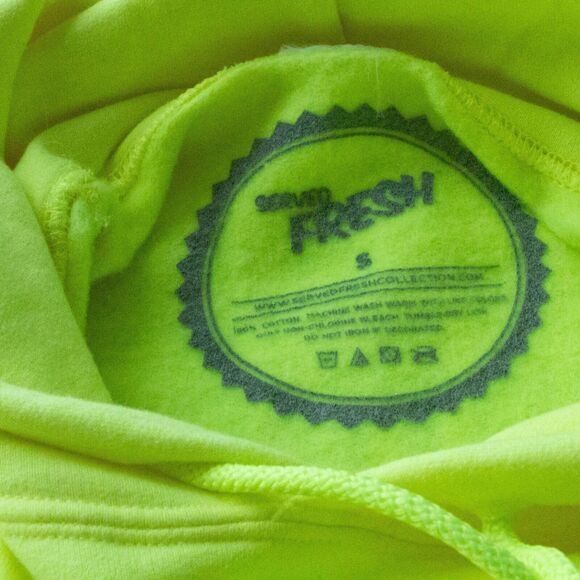 SERVED
FRESH
S
WWW.SERVEDFRESHCOLLECTION.COM
100% COTTON. MACHINE WASH WARM WITH LIKE COLORS
ONLY NON-CHLORINE BLEACH TUMBLE DRY LOW
DO NOT IRON IF DECORATED.